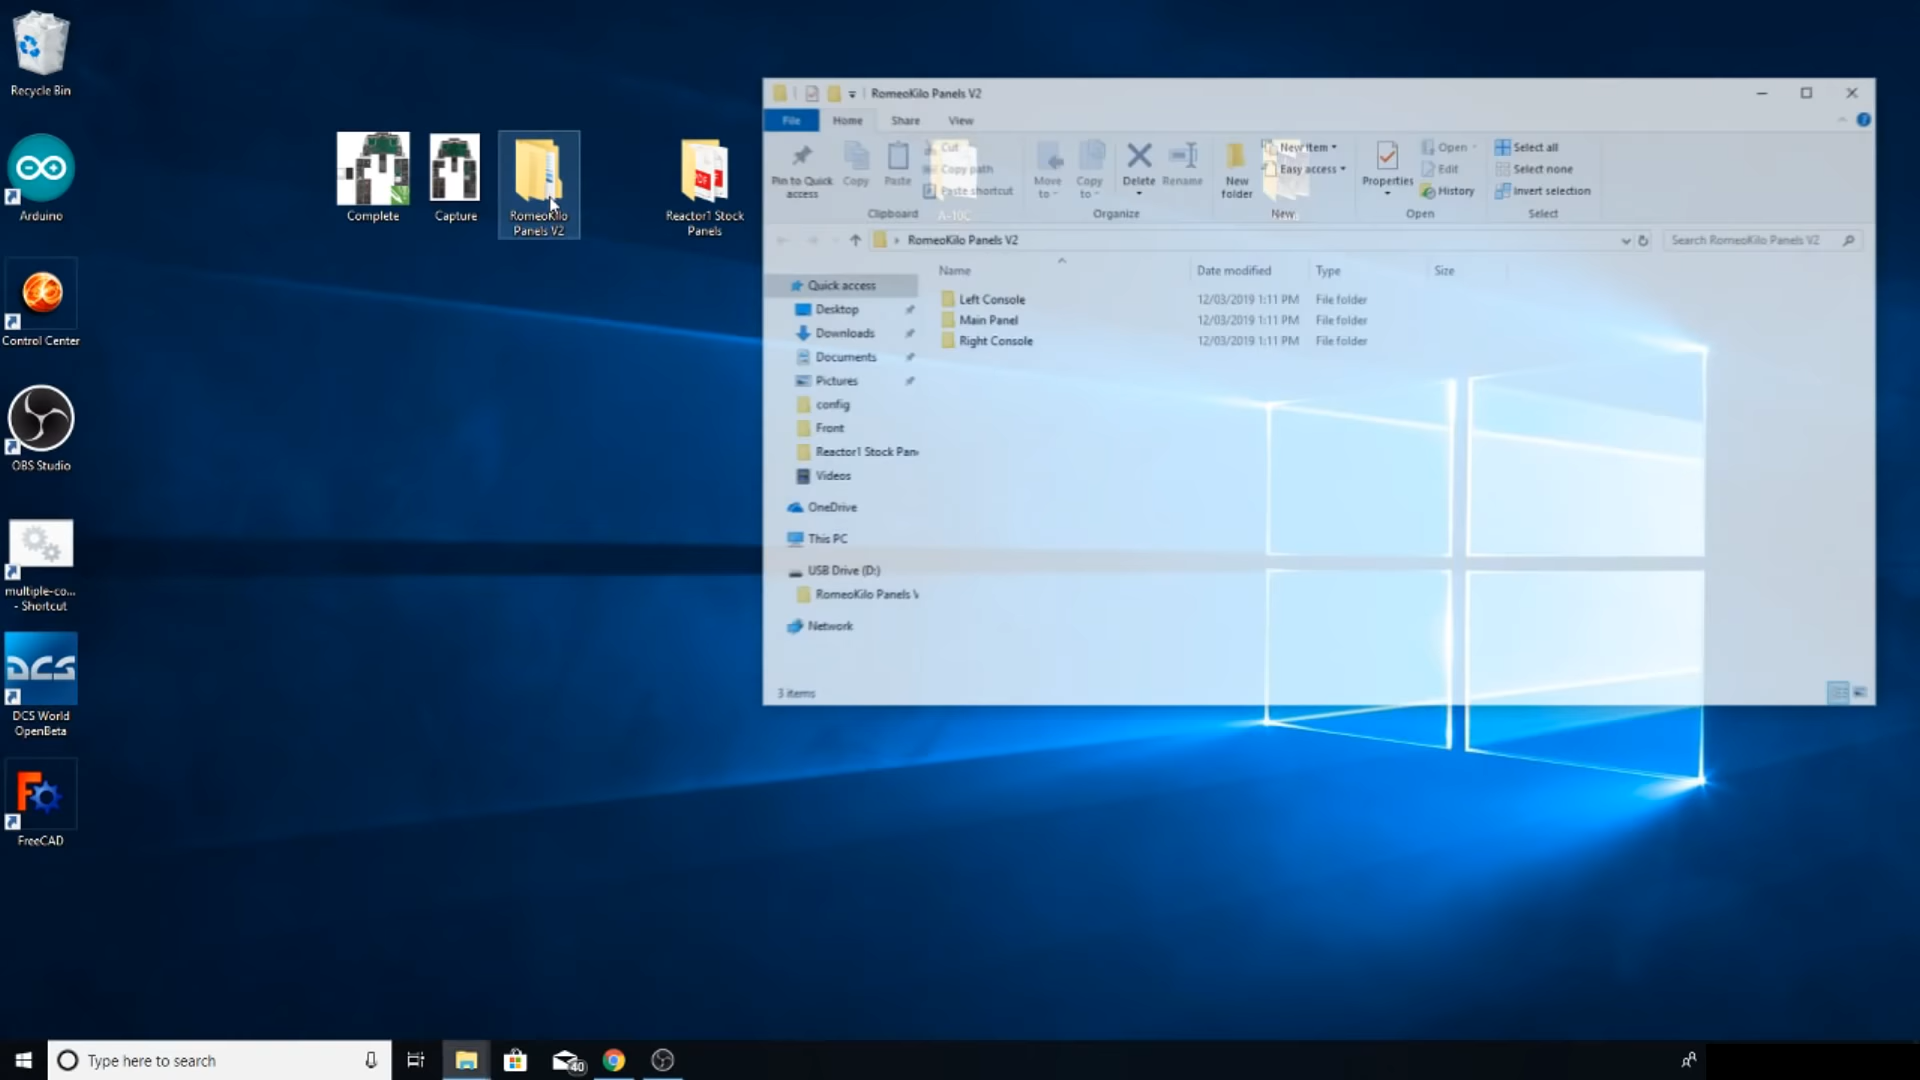 Recycle Bin
Arduino
Control Center
OBS Studio
multiple-co...
- Shortcut
DCS
DCS World
OpenBeta
FreeCAD
Complete
Capture
RomeoKilo
Panels V2
PDF
Reactor1 Stock
Panels
RomeoKilo Panels V2
File
Home
Share
View
Pin to Quick
access
Copy
Paste
Cut
Copy path
Paste shortcut
Clipboard
A-10C
Move
to
Copy
to
Delete
Rename
Organize
New
folder
New item
Easy access
New
Properties
Open
Edit
History
Open
Select all
Select none
Invert selection
Select
RomeoKilo Panels V2
Search RomeoKilo Panels V2
Name
Date modified
Type
Size
Left Console 12/03/2019 1:11 PM File folder
Main Panel 12/03/2019 1:11 PM File folder
Right Console 12/03/2019 1:11 PM File folder
Quick access
Desktop
Downloads
Documents
Pictures
config
Front
Reactor1 Stock Pan
Videos
OneDrive
This PC
USB Drive (D:)
RomeoKilo Panels V
Network
3 items
Type here to search
40